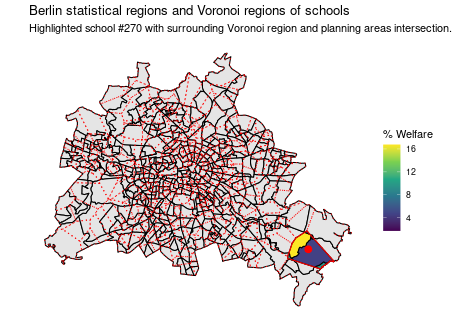 Berlin statistical regions and Voronoi regions of schools
Highlighted school #270 with surrounding Voronoi region and planning areas intersection.
% Welfare
16
12
8
4